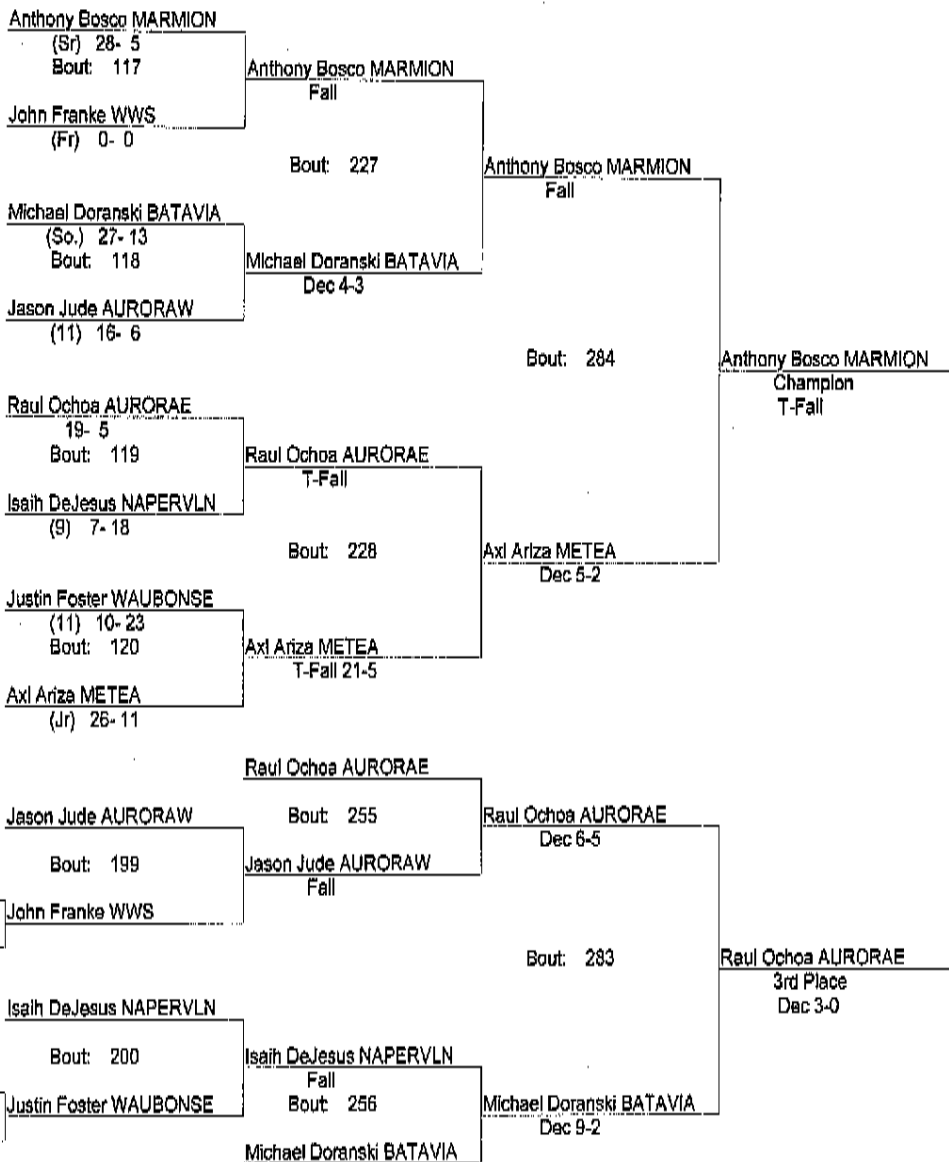 Anthony Bosco MARMION
(Sr) 28- 5
Bout: 117
John Franke WWS
(Fr) 0- 0
Anthony Bosco MARMION
Fall
Bout: 227
Michael Doranski BATAVIA
(So.) 27- 13
Bout: 118
Jason Jude AURORAW
(11) 16- 6
Michael Doranski BATAVIA
Dec 4-3
Anthony Bosco MARMION
Fall
Bout: 284
Raul Ochoa AURORAE
19- 5
Bout: 119
Isaih DeJesus NAPERVLN
(9) 7- 18
Raul Ochoa AURORAE
T-Fall
Bout: 228
Justin Foster WAUBONSE
(11) 10- 23
Bout: 120
Axl Ariza METEA
(Jr) 26- 11
Axl Ariza METEA
T-Fall 21-5
Axl Ariza METEA
Dec 5-2
Anthony Bosco MARMION
Champion
T-Fall
Raul Ochoa AURORAE
Bout: 255
Jason Jude AURORAW
Bout: 199
John Franke WWS
Jason Jude AURORAW
Fall
Raul Ochoa AURORAE
Dec 6-5
Bout: 283
Isaih DeJesus NAPERVLN
Bout: 200
Justin Foster WAUBONSE
Isaih DeJesus NAPERVLN
Fall
Bout: 256
Michael Doranski BATAVIA
Michael Doranski BATAVIA
Dec 9-2
Raul Ochoa AURORAE
3rd Place
Dec 3-0